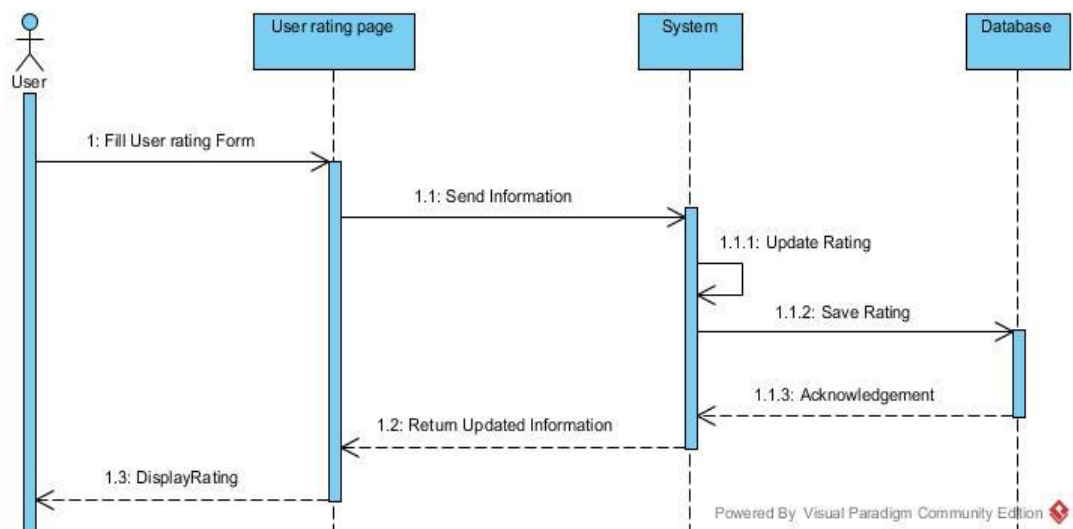 User rating page
System
Database
User
1: Fill User rating Form
1.1: Send Information
1.1.1: Update Rating
1.1.2: Save Rating
1.1.3: Acknowledgement
1.2: Return Updated Information
1.3: DisplayRating
Powered By Visual Paradigm Community Edition